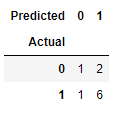 Predicted 0 1
Actual
0 1 2
1 1 6